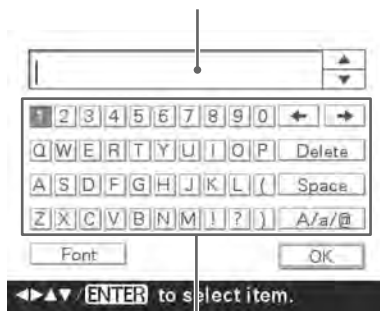 1 2 3 4 5 6 7 8 9 0 ← →
Q W E R T Y U I O P Delete
A S D F G H J K L ( Space
Z X C V B N M ! ? ) A/a/@
Font OK
◄►▲▼/ENTER to select item.